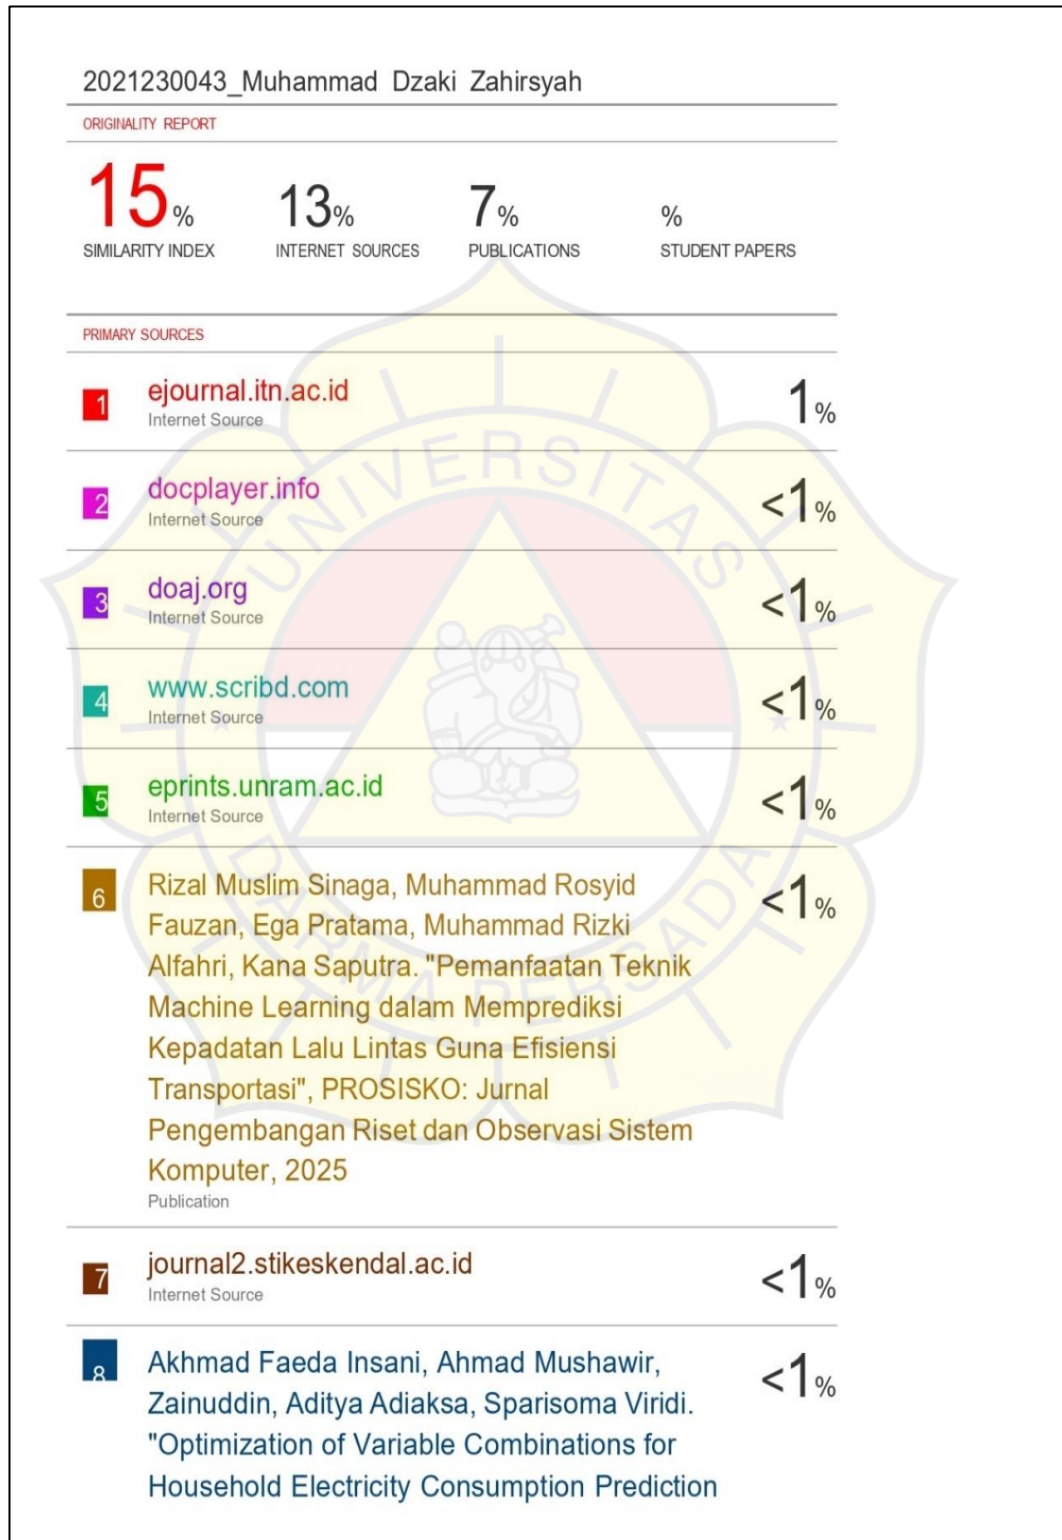 2021230043_Muhammad Dzaki Zahirsyah
ORIGINALITY REPORT
15%
SIMILARITY INDEX
13%
INTERNET SOURCES
7%
PUBLICATIONS
%
STUDENT PAPERS
PRIMARY SOURCES
1
ejournal.itn.ac.id
Internet Source
1%
2
docplayer.info
Internet Source
<1%
3
doaj.org
Internet Source
<1%
4
www.scribd.com
Internet Source
<1%
5
eprints.unram.ac.id
Internet Source
<1%
6
Rizal Muslim Sinaga, Muhammad Rosyid
Fauzan, Ega Pratama, Muhammad Rizki
Alfahri, Kana Saputra. "Pemanfaatan Teknik
Machine Learning dalam Memprediksi
Kepadatan Lalu Lintas Guna Efisiensi
Transportasi", PROSISKO: Jurnal
Pengembangan Riset dan Observasi Sistem
Komputer, 2025
Publication
<1%
7
journal2.stikeskendal.ac.id
Internet Source
<1%
8
Akhmad Faeda Insani, Ahmad Mushawir,
Zainuddin, Aditya Adiaksa, Sparisoma Viridi.
"Optimization of Variable Combinations for
Household Electricity Consumption Prediction
<1%
UNIVERSITAS
DARMA PERSADA